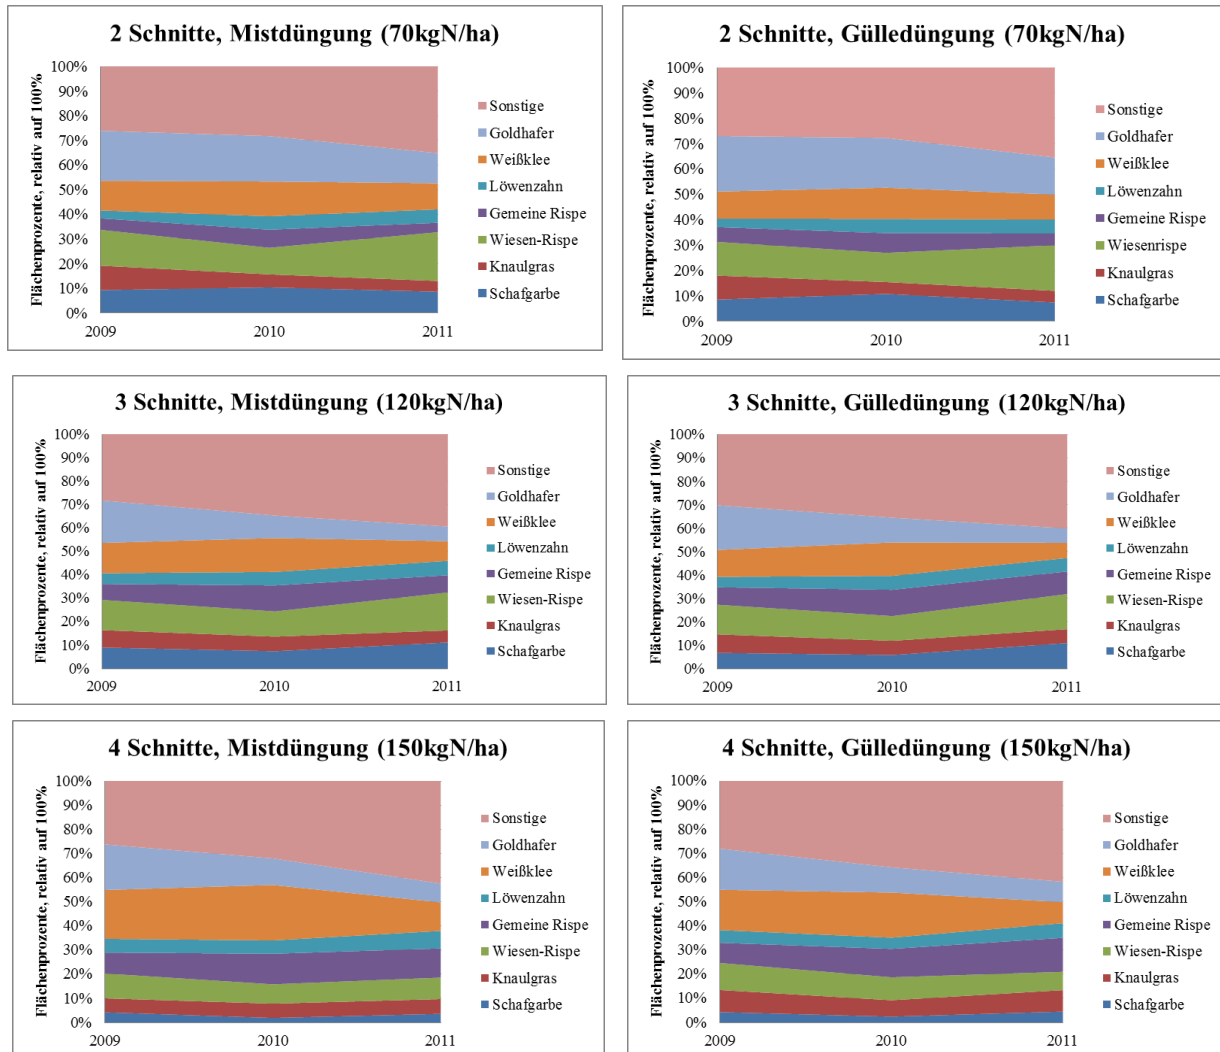 2 Schnitte, Mistdüngung (70kgN/ha)
Flächenprozente, relativ auf 100%
100%
90%
80%
70%
60%
50%
40%
30%
20%
10%
0%
2009
2010
2011
Sonstige
Goldhafer
Weißklee
Löwenzahn
Gemeine Rispe
Wiesen-Rispe
Knaulgras
Schafgarbe
2 Schnitte, Gülledüngung (70kgN/ha)
Flächenprozente, relativ auf 100%
100%
90%
80%
70%
60%
50%
40%
30%
20%
10%
0%
2009
2010
2011
Sonstige
Goldhafer
Weißklee
Löwenzahn
Gemeine Rispe
Wiesenrispe
Knaulgras
Schafgarbe
3 Schnitte, Mistdüngung (120kgN/ha)
Flächenprozente, relativ auf 100%
100%
90%
80%
70%
60%
50%
40%
30%
20%
10%
0%
2009
2010
2011
Sonstige
Goldhafer
Weißklee
Löwenzahn
Gemeine Rispe
Wiesen-Rispe
Knaulgras
Schafgarbe
3 Schnitte, Gülledüngung (120kgN/ha)
Flächenprozente, relativ auf 100%
100%
90%
80%
70%
60%
50%
40%
30%
20%
10%
0%
2009
2010
2011
Sonstige
Goldhafer
Weißklee
Löwenzahn
Gemeine Rispe
Wiesen-Rispe
Knaulgras
Schafgarbe
4 Schnitte, Mistdüngung (150kgN/ha)
Flächenprozente, relativ auf 100%
100%
90%
80%
70%
60%
50%
40%
30%
20%
10%
0%
2009
2010
2011
Sonstige
Goldhafer
Weißklee
Löwenzahn
Gemeine Rispe
Wiesen-Rispe
Knaulgras
Schafgarbe
4 Schnitte, Gülledüngung (150kgN/ha)
Flächenprozente, relativ auf 100%
100%
90%
80%
70%
60%
50%
40%
30%
20%
10%
0%
2009
2010
2011
Sonstige
Goldhafer
Weißklee
Löwenzahn
Gemeine Rispe
Wiesen-Rispe
Knaulgras
Schafgarbe